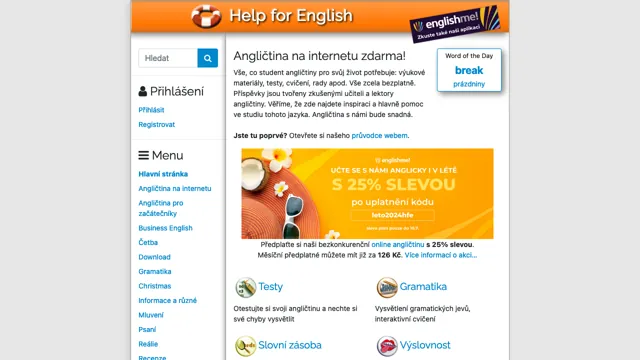 Help for English
englishme!
Zkuste také naši aplikaci
Hledat
Přihlášení
Přihlásit
Registrovat
Menu
Hlavní stránka
Angličtina na internetu
Angličtina pro
začátečníky
Business English
Četba
Download
Gramatika
Christmas
Informace a různé
Mluvení
Psaní
Reálie
Recenze
Angličtina na internetu zdarma!
Vše, co student angličtiny pro svůj život potřebuje: výukové
materiály, testy, cvičení, rady apod. Vše zcela bezplatně.
Příspěvky jsou tvořeny zkušenými učiteli a lektory
angličtiny. Věříme, že zde najdete inspiraci a hlavně pomoc
ve studiu tohoto jazyka. Angličtina s námi bude snadná.
Jste tu poprvé? Otevřete si našeho průvodce webem.
Word of the Day
break
prázdniny
englishme!
UČTE SE S NÁMI ANGLICKY I V LÉTĚ
S 25% SLEVOU
po uplatnění kódu
leto2024hfe
Předplaťte si naši bezkonkurenční online angličtinu s 25% slevou.
Měsíční předplatné můžete mít již za 126 Kč. Více informací o akci...
Testy
Otestujte si svoji angličtinu a nechte si
své chyby vysvětlit
Gramatika
Vysvětlení gramatických jevů,
interaktivní cvičení
Slovní zásoba
Výslovnost